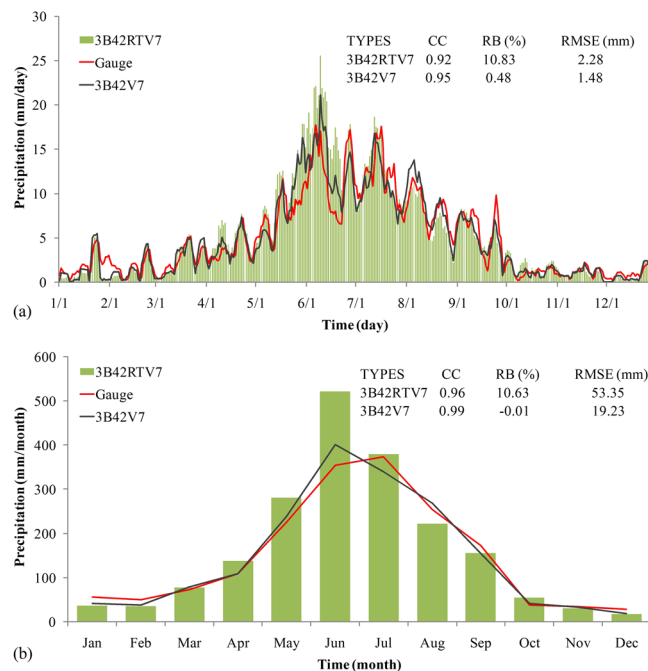 3B42RTV7
Gauge
3B42V7
TYPES CC RB (%) RMSE (mm)
3B42RTV7 0.92 10.83 2.28
3B42V7 0.95 0.48 1.48
Precipitation (mm/day)
30
25
20
15
10
5
0
1/1 2/1 3/1 4/1 5/1 6/1 7/1 8/1 9/1 10/1 11/1 12/1
(a)
Time (day)
3B42RTV7
Gauge
3B42V7
TYPES CC RB (%) RMSE (mm)
3B42RTV7 0.96 10.63 53.35
3B42V7 0.99 -0.01 19.23
Precipitation (mm/month)
600
500
400
300
200
100
0
Jan Feb Mar Apr May Jun Jul Aug Sep Oct Nov Dec
(b)
Time (month)